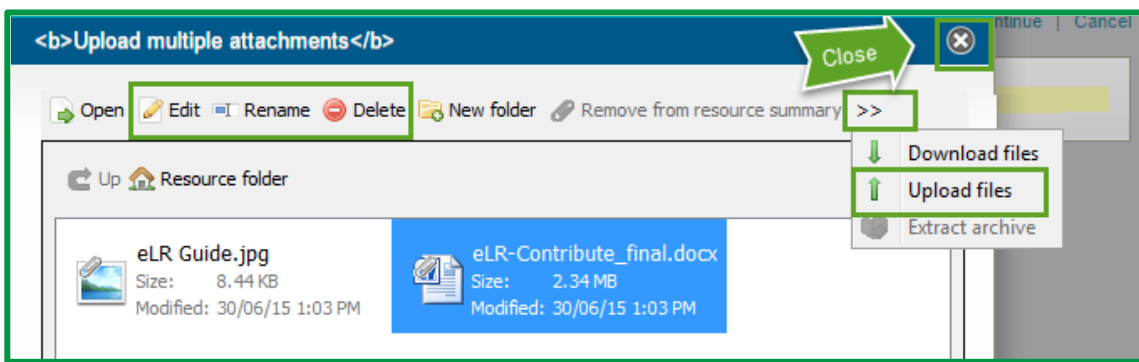 ntinue | Cancel
<b>Upload multiple attachments</b>
Close
Open Edit Rename Delete New folder Remove from resource summary >>
Download files
Up Resource folder
Upload files
Extract archive
eLR Guide.jpg
Size: 8.44 KB
Modified: 30/06/15 1:03 PM
eLR-Contribute_final.docx
Size: 2.34 MB
Modified: 30/06/15 1:03 PM